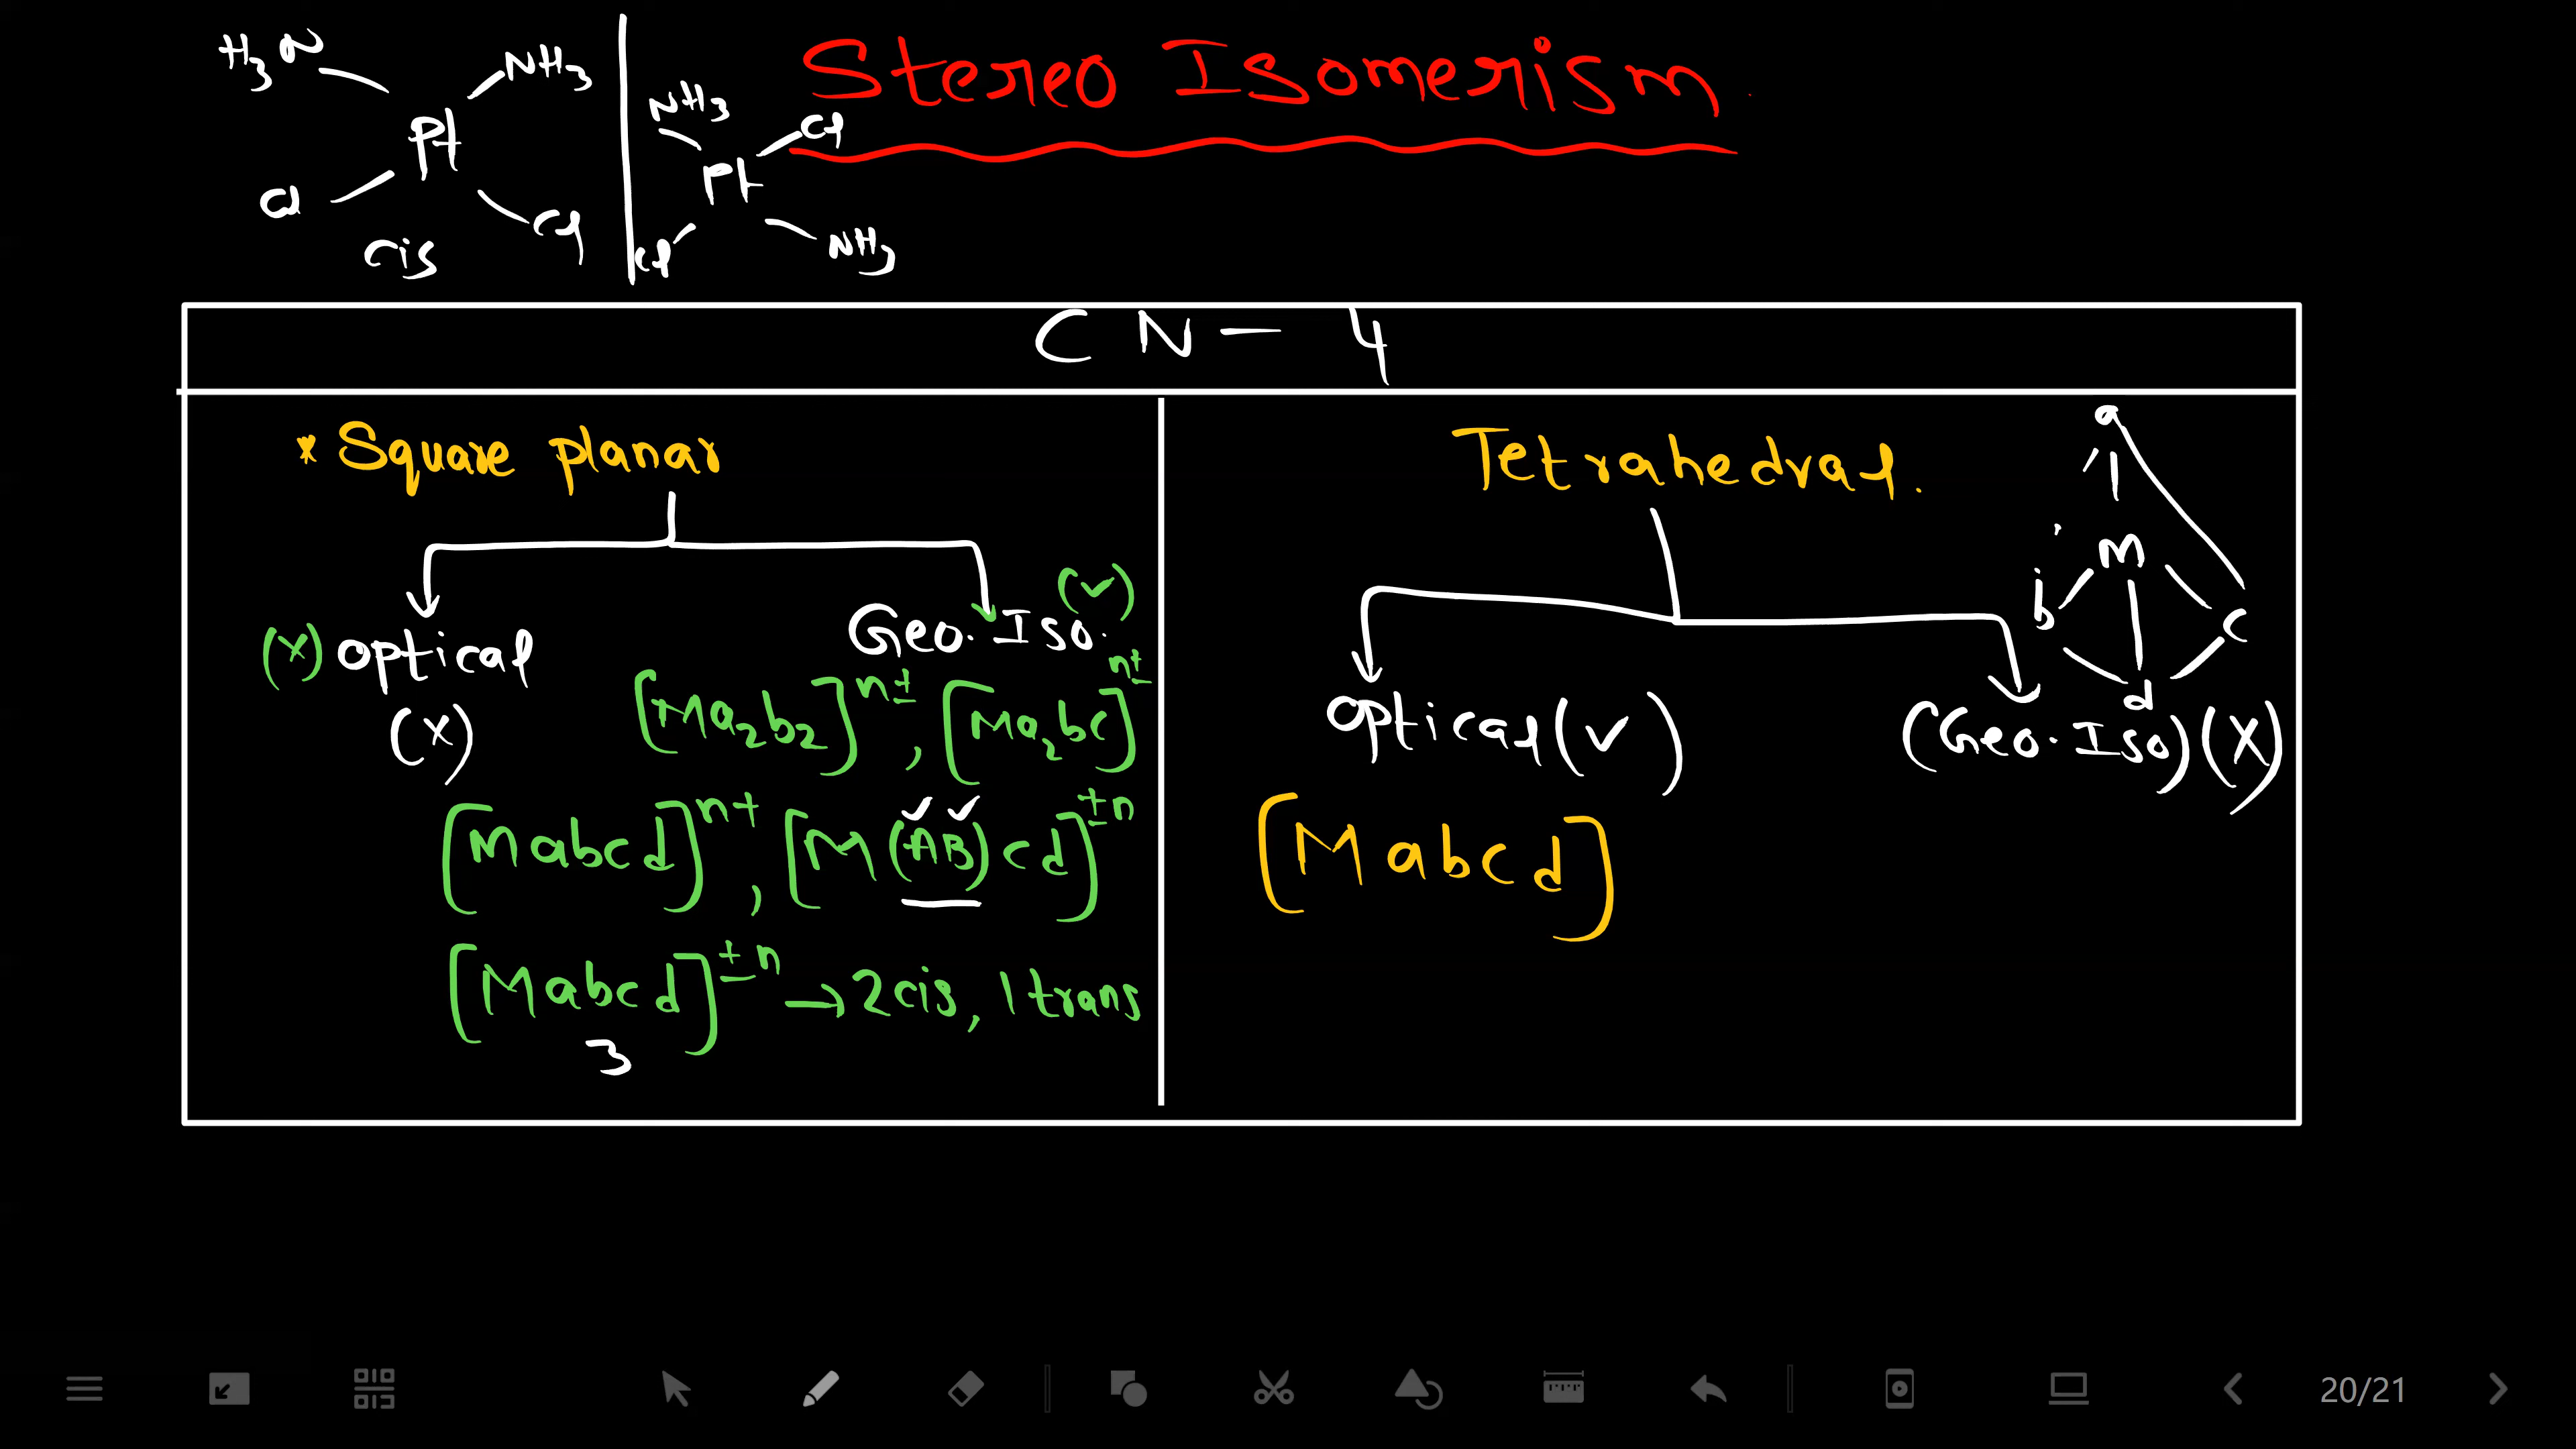 Stereo Isomerism.
H3N NH3
Pt
Cl Cl
Cis
NH3 Cl
Pt
Cl NH3
CN - 4
* Square planar
(x) optical
(x)
Geo. Iso. (✓)
[Ma2b2]n±, [Ma2bc]n±
[Mabcd]n+, [M(AB)cd]±n
[Mabcd]±n → 2cis, 1trans
3
Tetrahedral.
a
M
b c
d
optical (✓)
(Geo. Iso) (X)
[Mabcd]
20/21